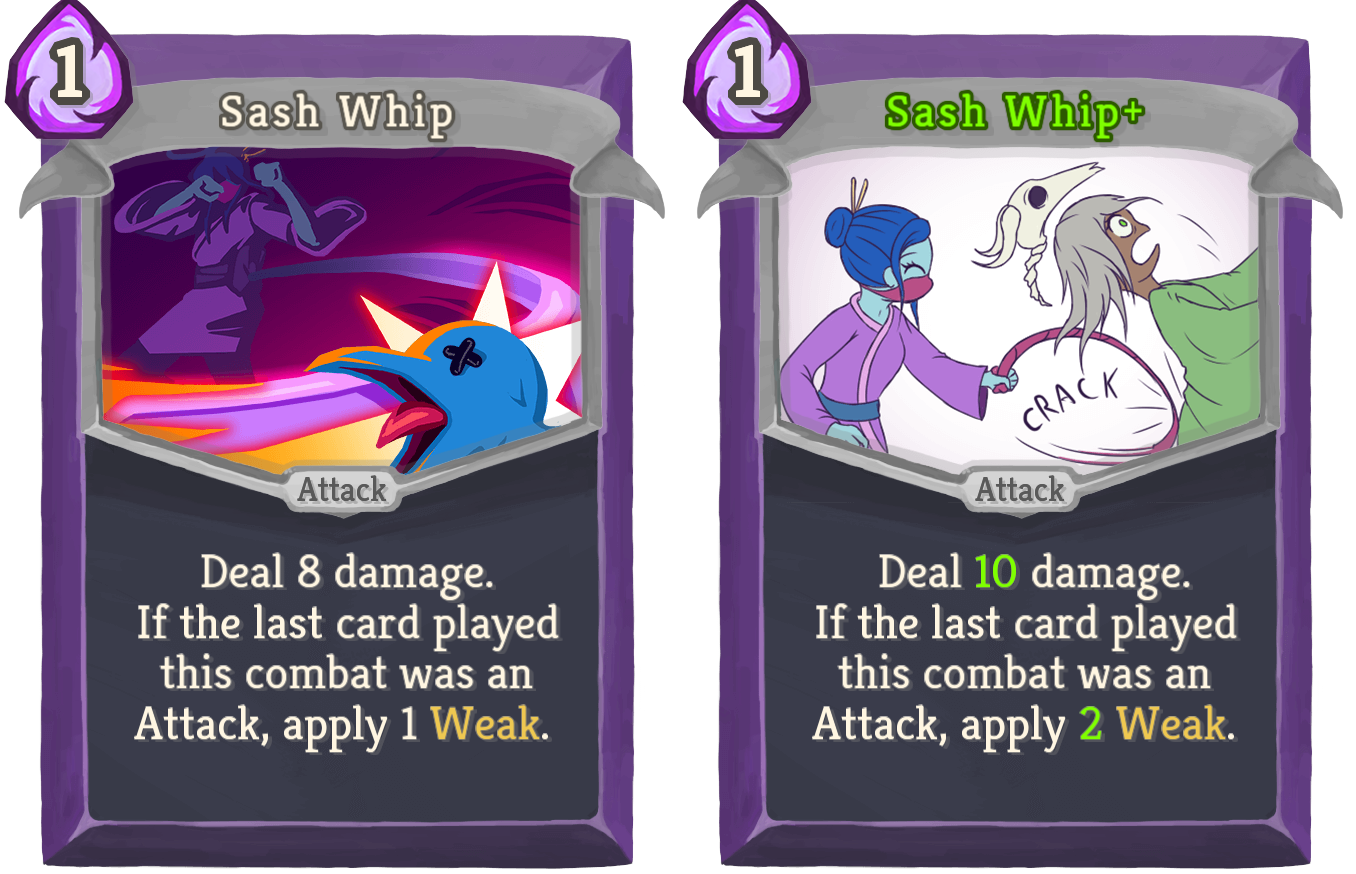 1
Sash Whip
Attack
Deal 8 damage.
If the last card played
this combat was an
Attack, apply 1 Weak.
1
Sash Whip+
CRACK
Attack
Deal 10 damage.
If the last card played
this combat was an
Attack, apply 2 Weak.